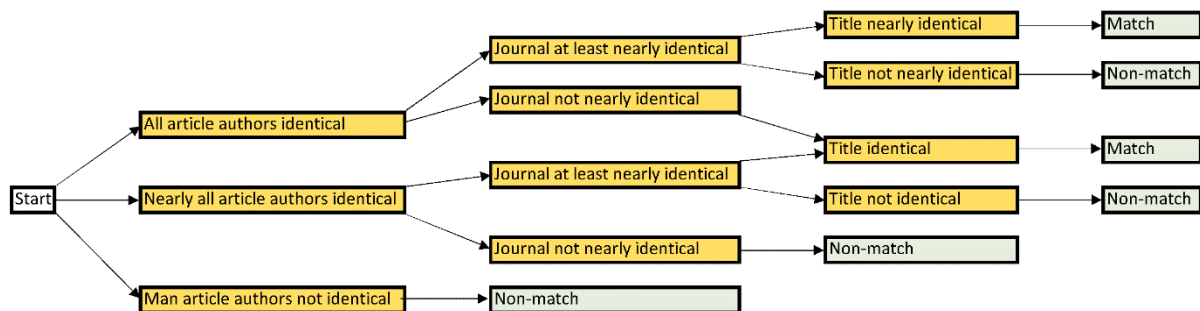 Title nearly identical
Match
Journal at least nearly identical
Title not nearly identical
Non-match
Journal not nearly identical
All article authors identical
Title identical
Match
Journal at least nearly identical
Start
Nearly all article authors identical
Title not identical
Non-match
Journal not nearly identical
Non-match
Man article authors not identical
Non-match